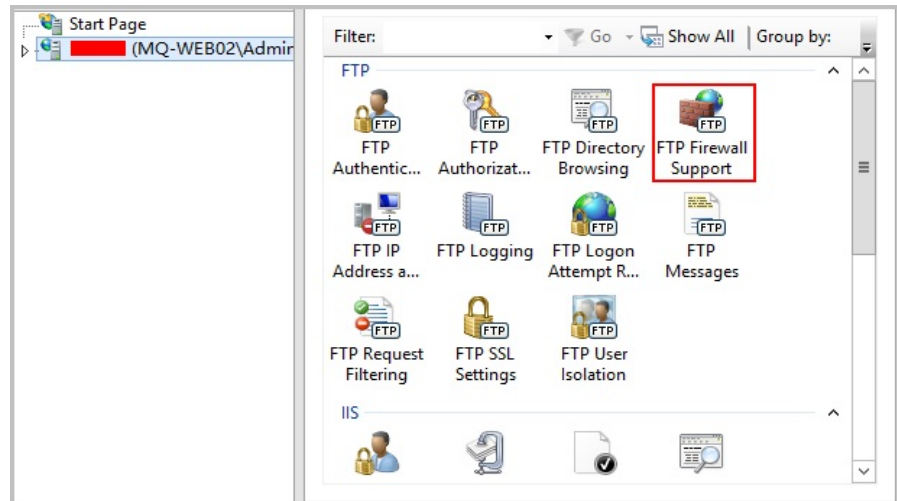 Start Page
(MQ-WEB02\Admir
Filter:
Go
Show All
Group by:
FTP
FTP
FTP
FTP
FTP
FTP
Authentic...
FTP
Authorizat...
FTP Directory
Browsing
FTP Firewall
Support
FTP
FTP
FTP
FTP
FTP IP
Address a...
FTP Logging
FTP Logon
Attempt R...
FTP
Messages
FTP
FTP
FTP
FTP Request
Filtering
FTP SSL
Settings
FTP User
Isolation
IIS